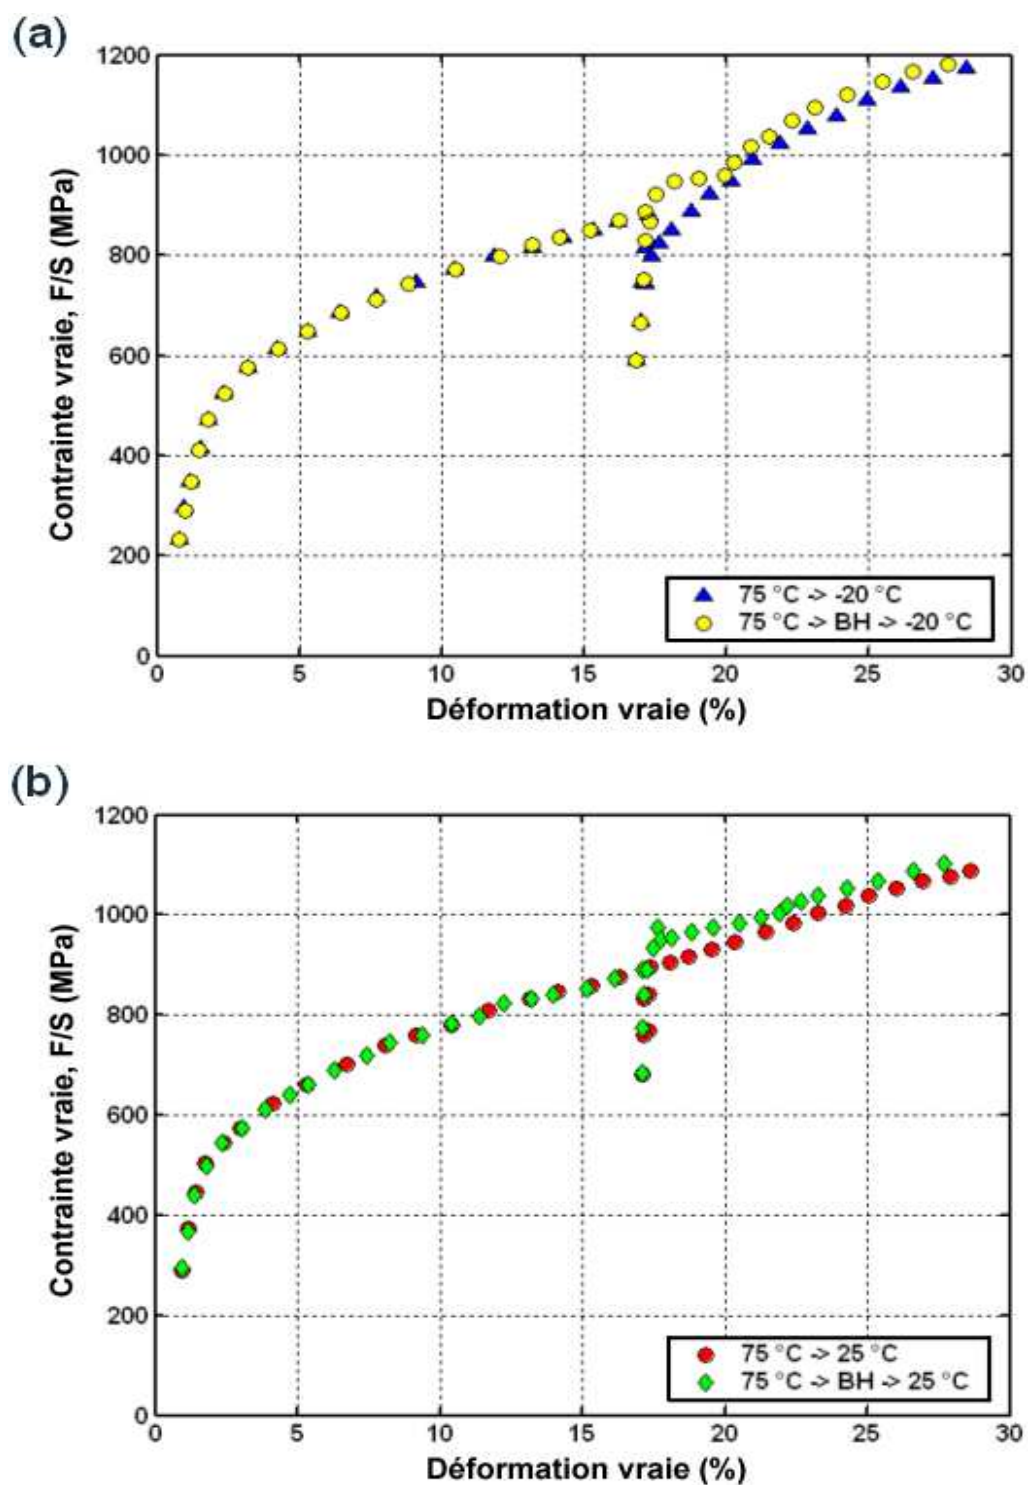 (a)
1200
1000
800
600
400
200
0
0 5 10 15 20 25 30
Contrainte vraie, F/S (MPa)
Déformation vraie (%)
75 °C -> -20 °C
75 °C -> BH -> -20 °C
(b)
1200
1000
800
600
400
200
0
0 5 10 15 20 25 30
Contrainte vraie, F/S (MPa)
Déformation vraie (%)
75 °C -> 25 °C
75 °C -> BH -> 25 °C